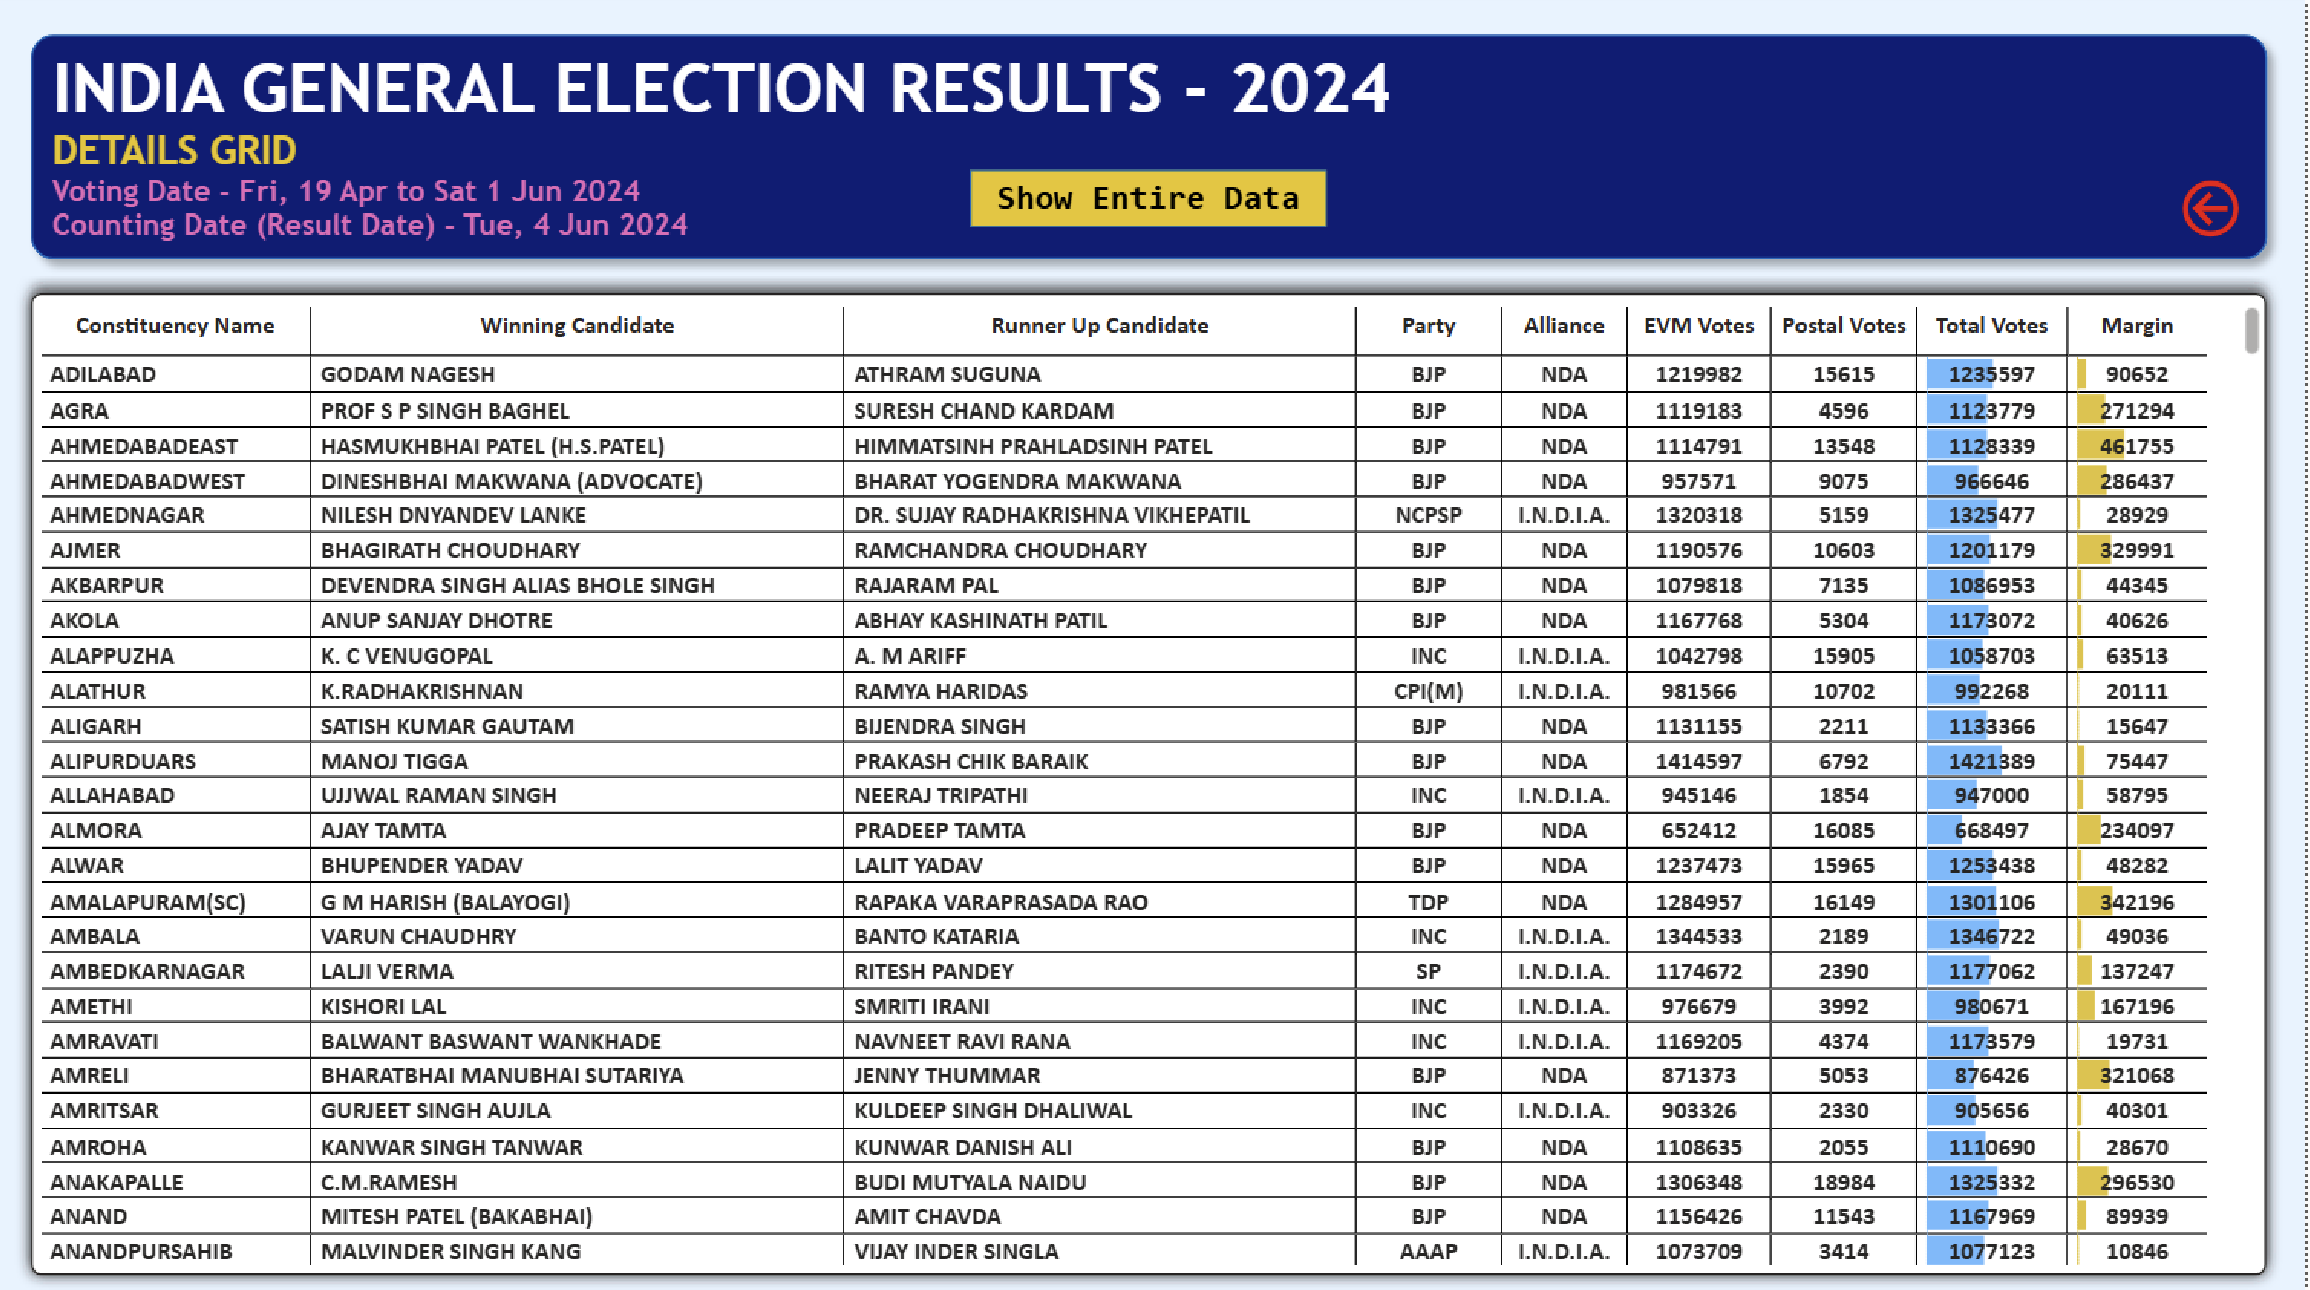 INDIA GENERAL ELECTION RESULTS - 2024
DETAILS GRID
Voting Date - Fri, 19 Apr to Sat 1 Jun 2024
Show Entire Data
Counting Date (Result Date) - Tue, 4 Jun 2024
Constituency Name Winning Candidate Runner Up Candidate Party Alliance EVM Votes Postal Votes Total Votes Margin
ADILABAD GODAM NAGESH ATHRAM SUGUNA BJP NDA 1219982 15615 1235597 90652
AGRA PROF S P SINGH BAGHEL SURESH CHAND KARDAM BJP NDA 1119183 4596 1123779 271294
AHMEDABADEAST HASMUKHBHAI PATEL (H.S.PATEL) HIMMATSINH PRAHLADSINH PATEL BJP NDA 1114791 13548 1128339 461755
AHMEDABADWEST DINESHBHAI MAKWANA (ADVOCATE) BHARAT YOGENDRA MAKWANA BJP NDA 957571 9075 966646 286437
AHMEDNAGAR NILESH DNYANDEV LANKE DR. SUJAY RADHAKRISHNA VIKHEPATIL NCPSP I.N.D.I.A. 1320318 5159 1325477 28929
AJMER BHAGIRATH CHOUDHARY RAMCHANDRA CHOUDHARY BJP NDA 1190576 10603 1201179 329991
AKBARPUR DEVENDRA SINGH ALIAS BHOLE SINGH RAJARAM PAL BJP NDA 1079818 7135 1086953 44345
AKOLA ANUP SANJAY DHOTRE ABHAY KASHINATH PATIL BJP NDA 1167768 5304 1173072 40626
ALAPPUZHA K. C VENUGOPAL A. M ARIFF INC I.N.D.I.A. 1042798 15905 1058703 63513
ALATHUR K.RADHAKRISHNAN RAMYA HARIDAS CPI(M) I.N.D.I.A. 981566 10702 992268 20111
ALIGARH SATISH KUMAR GAUTAM BIJENDRA SINGH BJP NDA 1131155 2211 1133366 15647
ALIPURDUARS MANOJ TIGGA PRAKASH CHIK BARAIK BJP NDA 1414597 6792 1421389 75447
ALLAHABAD UJJWAL RAMAN SINGH NEERAJ TRIPATHI INC I.N.D.I.A. 945146 1854 947000 58795
ALMORA AJAY TAMTA PRADEEP TAMTA BJP NDA 652412 16085 668497 234097
ALWAR BHUPENDER YADAV LALIT YADAV BJP NDA 1237473 15965 1253438 48282
AMALAPURAM(SC) G M HARISH (BALAYOGI) RAPAKA VARAPRASADA RAO TDP NDA 1284957 16149 1301106 342196
AMBALA VARUN CHAUDHRY BANTO KATARIA INC I.N.D.I.A. 1344533 2189 1346722 49036
AMBEDKARNAGAR LALJI VERMA RITESH PANDEY SP I.N.D.I.A. 1174672 2390 1177062 137247
AMETHI KISHORI LAL SMRITI IRANI INC I.N.D.I.A. 976679 3992 980671 167196
AMRAVATI BALWANT BASWANT WANKHADE NAVNEET RAVI RANA INC I.N.D.I.A. 1169205 4374 1173579 19731
AMRELI BHARATBHAI MANUBHAI SUTARIYA JENNY THUMMAR BJP NDA 871373 5053 876426 321068
AMRITSAR GURJEET SINGH AUJLA KULDEEP SINGH DHALIWAL INC I.N.D.I.A. 903326 2330 905656 40301
AMROHA KANWAR SINGH TANWAR KUNWAR DANISH ALI BJP NDA 1108635 2055 1110690 28670
ANAKAPALLE C.M.RAMESH BUDI MUTYALA NAIDU BJP NDA 1306348 18984 1325332 296530
ANAND MITESH PATEL (BAKABHAI) AMIT CHAVDA BJP NDA 1156426 11543 1167969 89939
ANANDPURSAHIB MALVINDER SINGH KANG VIJAY INDER SINGLA AAAP I.N.D.I.A. 1073709 3414 1077123 10846